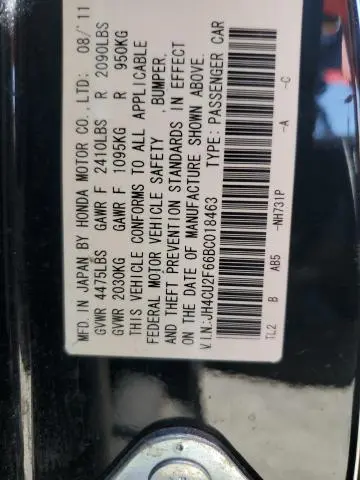 MFD. IN JAPAN BY HONDA MOTOR CO., LTD; 08/'11
GVWR 4475LBS GAWR F 2410LBS R 2090LBS
GVWR 2030KG GAWR F 1095KG R 950KG
THIS VEHICLE CONFORMS TO ALL APPLICABLE
FEDERAL MOTOR VEHICLE SAFETY , BUMPER,
AND THEFT PREVENTION STANDARDS IN EFFECT
ON THE DATE OF MANUFACTURE SHOWN ABOVE.
V.I.N: JH4CU2F66BC018463 TYPE: PASSENGER CAR
TL2 B AB5 -NH731P -A -C